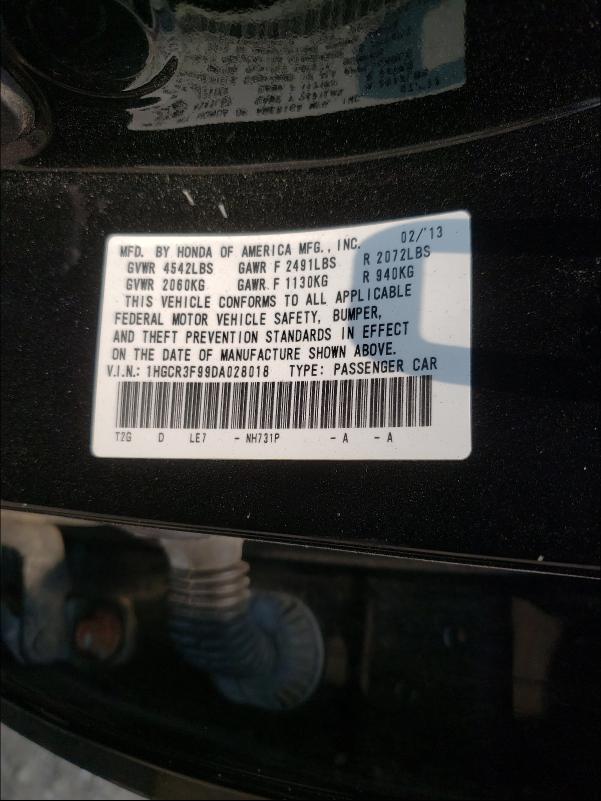 MFD. BY HONDA OF AMERICA MFG., INC. 02/'13
GVWR 4542LBS GAWR F 2491LBS R 2072LBS
GVWR 2060KG GAWR F 1130KG R 940KG
THIS VEHICLE CONFORMS TO ALL APPLICABLE
FEDERAL MOTOR VEHICLE SAFETY, BUMPER,
AND THEFT PREVENTION STANDARDS IN EFFECT
ON THE DATE OF MANUFACTURE SHOWN ABOVE.
V.I.N.: 1HGCR3F99DA028018 TYPE: PASSENGER CAR
T2G D LE7 - NH731P - A - A